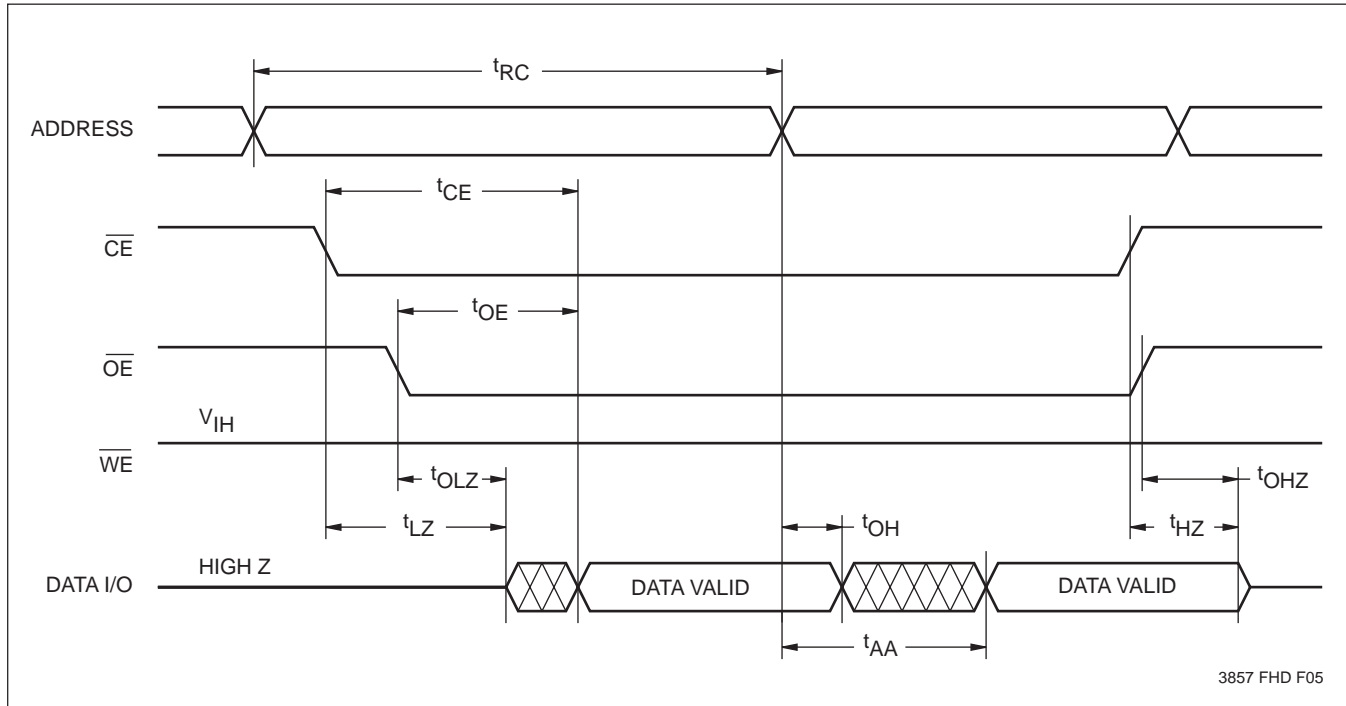 tRC
ADDRESS
tCE
CE
tOE
OE
VIH
WE
tOLZ
tOHZ
tLZ
tOH
tHZ
HIGH Z
DATA I/O
DATA VALID
DATA VALID
tAA
3857 FHD F05